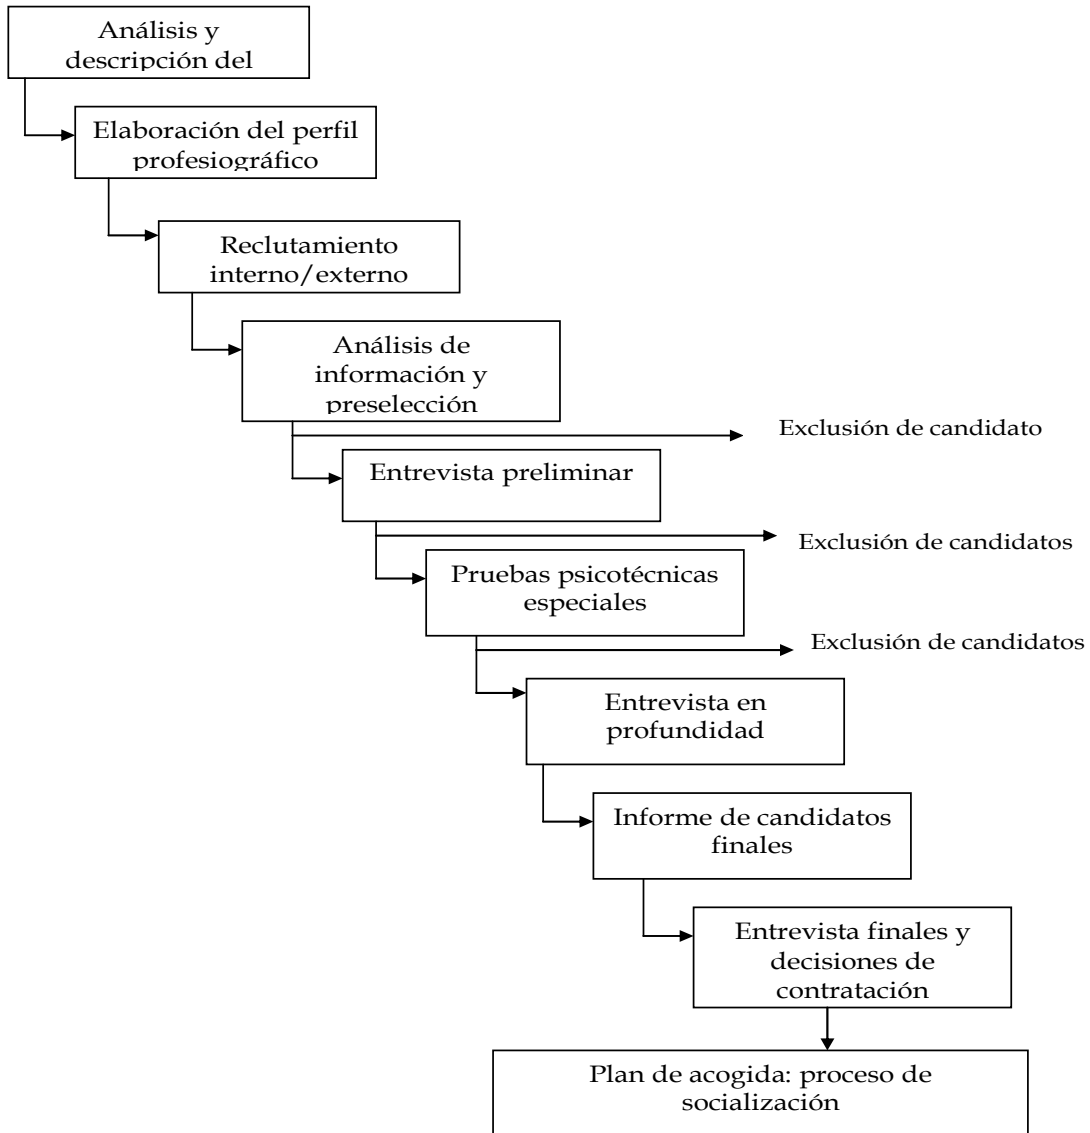 Análisis y
descripción del
Elaboración del perfil
profesiográfico
Reclutamiento
interno/externo
Análisis de
información y
preselección
Exclusión de candidato
Entrevista preliminar
Exclusión de candidatos
Pruebas psicotécnicas
especiales
Exclusión de candidatos
Entrevista en
profundidad
Informe de candidatos
finales
Entrevista finales y
decisiones de
contratación
Plan de acogida: proceso de
socialización